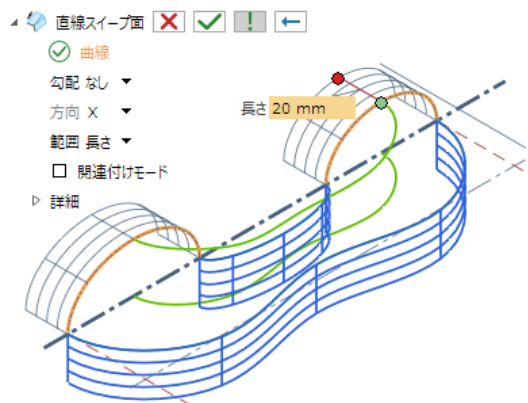 直線スイープ面
曲線
勾配 なし
方向 X
範囲 長さ
関連付けモード
詳細
長さ 20 mm